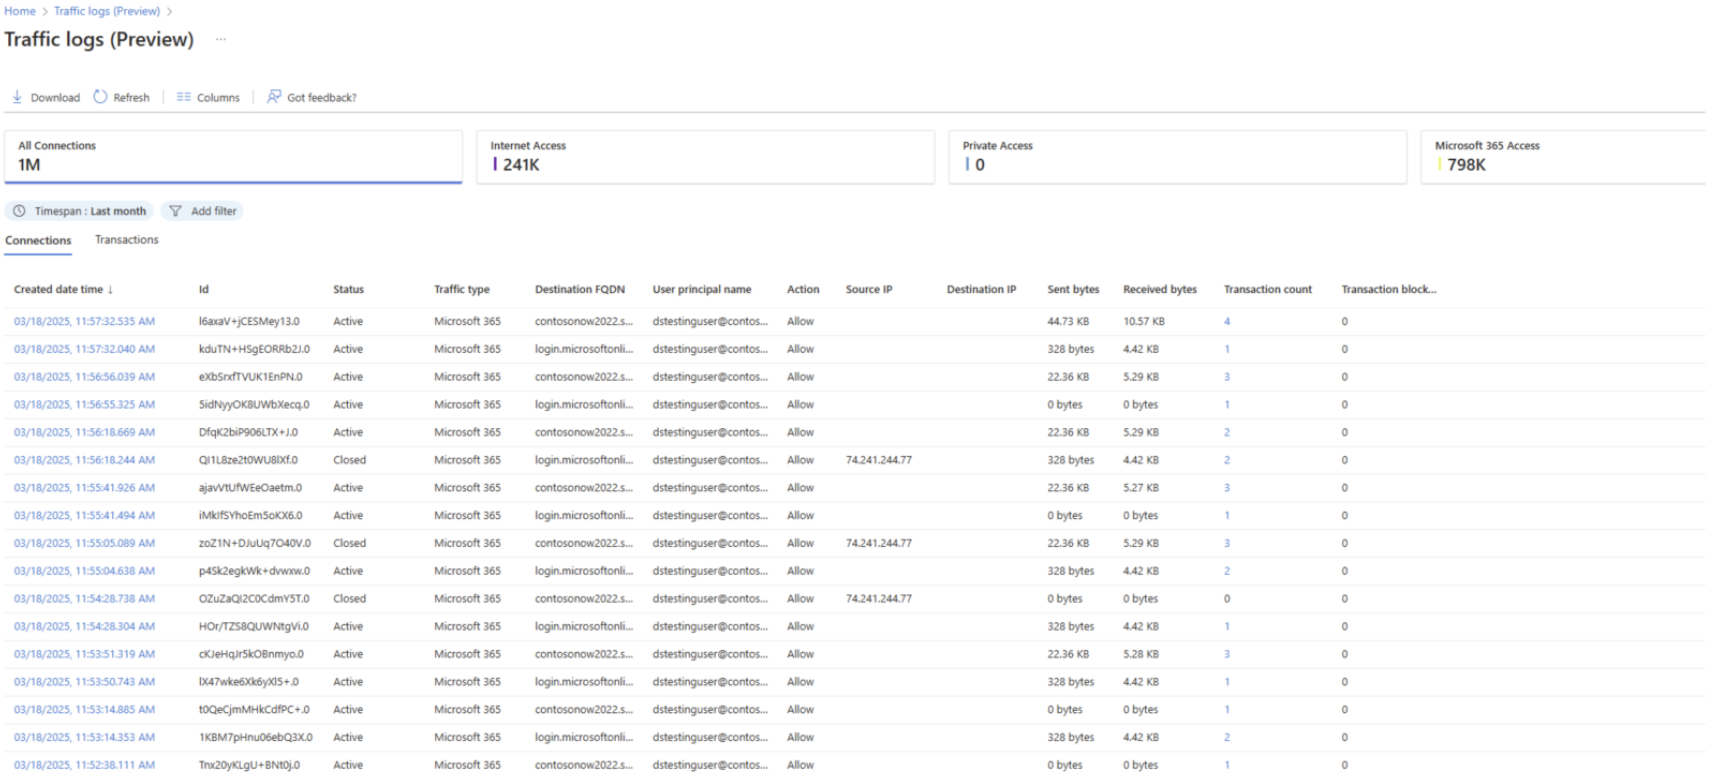 Home > Traffic logs (Preview) >
Traffic logs (Preview) ...
Download Refresh Columns Got feedback?
All Connections Internet Access Private Access Microsoft 365 Access
1M 241K 0 798K
Timespan : Last month Add filter
Connections Transactions
Created date time ↓ Id Status Traffic type Destination FQDN User principal name Action Source IP Destination IP Sent bytes Received bytes Transaction count Transaction block...
03/18/2025, 11:57:32.535 AM l6axaV+jCESMey13.0 Active Microsoft 365 contosonow2022.s... dstestinguser@contos... Allow 44.73 KB 10.57 KB 4 0
03/18/2025, 11:57:32.040 AM kduTN+HSgEORRb2J.0 Active Microsoft 365 login.microsoftonli... dstestinguser@contos... Allow 328 bytes 4.42 KB 1 0
03/18/2025, 11:56:56.039 AM eXbSrxfTVUK1EnPN.0 Active Microsoft 365 contosonow2022.s... dstestinguser@contos... Allow 22.36 KB 5.29 KB 3 0
03/18/2025, 11:56:55.325 AM 5idNyyOK8UWbXecq.0 Active Microsoft 365 login.microsoftonli... dstestinguser@contos... Allow 0 bytes 0 bytes 1 0
03/18/2025, 11:56:18.669 AM DfqK2biP906LTX+J.0 Active Microsoft 365 contosonow2022.s... dstestinguser@contos... Allow 22.36 KB 5.29 KB 2 0
03/18/2025, 11:56:18.244 AM QI1L8ze2t0WU8lXf.0 Closed Microsoft 365 login.microsoftonli... dstestinguser@contos... Allow 74.241.244.77 328 bytes 4.42 KB 2 0
03/18/2025, 11:55:41.926 AM ajavVtUfWEeOaetm.0 Active Microsoft 365 contosonow2022.s... dstestinguser@contos... Allow 22.36 KB 5.27 KB 3 0
03/18/2025, 11:55:41.494 AM iMkIfSYhoEm5oKX6.0 Active Microsoft 365 login.microsoftonli... dstestinguser@contos... Allow 0 bytes 0 bytes 1 0
03/18/2025, 11:55:05.089 AM zoZ1N+DJuUq7O40V.0 Closed Microsoft 365 contosonow2022.s... dstestinguser@contos... Allow 74.241.244.77 22.36 KB 5.29 KB 3 0
03/18/2025, 11:55:04.638 AM p4Sk2egkWk+dvwxw.0 Active Microsoft 365 login.microsoftonli... dstestinguser@contos... Allow 328 bytes 4.42 KB 2 0
03/18/2025, 11:54:28.738 AM OZuZaQI2C0CdmY5T.0 Closed Microsoft 365 contosonow2022.s... dstestinguser@contos... Allow 74.241.244.77 0 bytes 0 bytes 0 0
03/18/2025, 11:54:28.304 AM HOr/TZS8QUWNtgVi.0 Active Microsoft 365 login.microsoftonli... dstestinguser@contos... Allow 328 bytes 4.42 KB 1 0
03/18/2025, 11:53:51.319 AM cKJeHqJr5kOBnmyo.0 Active Microsoft 365 contosonow2022.s... dstestinguser@contos... Allow 22.36 KB 5.28 KB 3 0
03/18/2025, 11:53:50.743 AM lX47wke6Xk6yXl5+.0 Active Microsoft 365 login.microsoftonli... dstestinguser@contos... Allow 328 bytes 4.42 KB 1 0
03/18/2025, 11:53:14.885 AM t0QeCjmMHkCdfPC+.0 Active Microsoft 365 contosonow2022.s... dstestinguser@contos... Allow 0 bytes 0 bytes 1 0
03/18/2025, 11:53:14.353 AM 1KBM7pHnu06ebQ3X.0 Active Microsoft 365 login.microsoftonli... dstestinguser@contos... Allow 328 bytes 4.42 KB 2 0
03/18/2025, 11:52:38.111 AM Tnx20yKLgU+BNt0j.0 Active Microsoft 365 contosonow2022.s... dstestinguser@contos... Allow 0 bytes 0 bytes 1 0